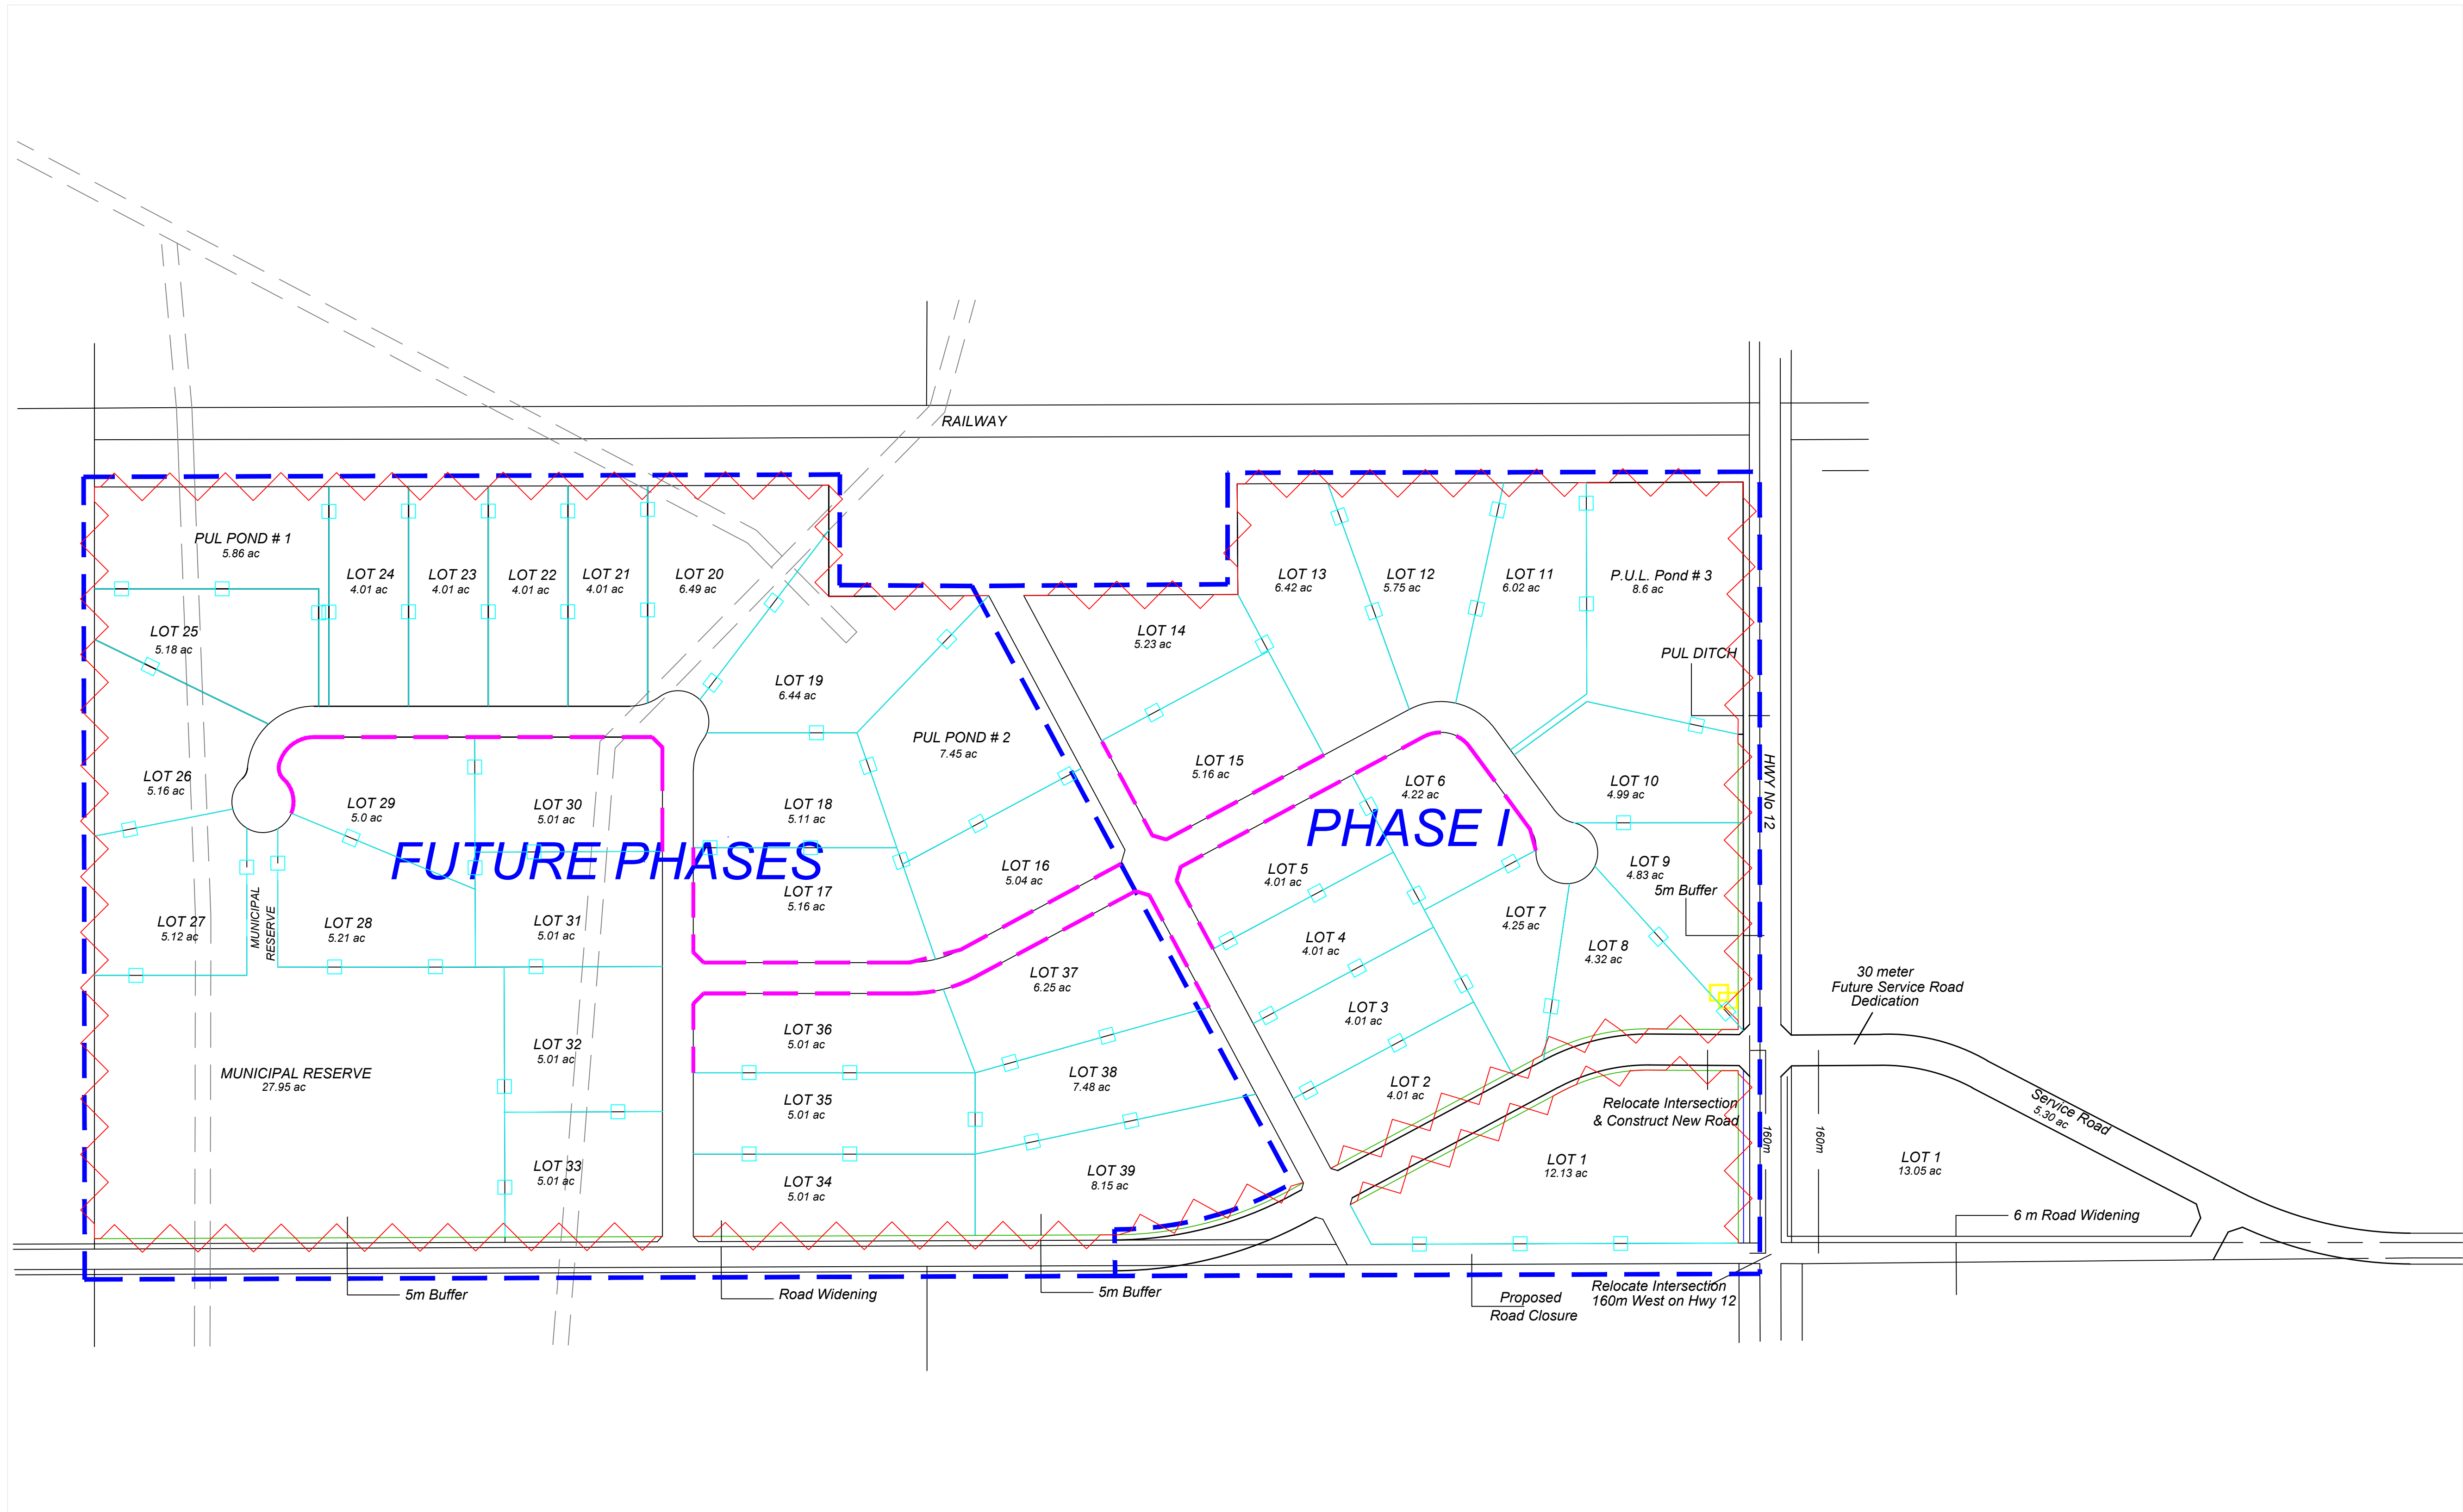 RAILWAY
PUL POND # 1
5.86 ac
LOT 24
4.01 ac
LOT 23
4.01 ac
LOT 22
4.01 ac
LOT 21
4.01 ac
LOT 20
6.49 ac
LOT 13
6.42 ac
LOT 12
5.75 ac
LOT 11
6.02 ac
P.U.L. Pond # 3
8.6 ac
LOT 25
5.18 ac
LOT 14
5.23 ac
PUL DITCH
LOT 19
6.44 ac
PUL POND # 2
7.45 ac
LOT 15
5.16 ac
LOT 26
5.16 ac
LOT 6
4.22 ac
LOT 10
4.99 ac
HWY No 12
LOT 29
5.0 ac
LOT 30
5.01 ac
LOT 18
5.11 ac
PHASE I
FUTURE PHASES
LOT 16
5.04 ac
LOT 5
4.01 ac
LOT 9
4.83 ac
LOT 17
5.16 ac
5m Buffer
LOT 27
5.12 ac
MUNICIPAL
RESERVE
LOT 28
5.21 ac
LOT 31
5.01 ac
LOT 7
4.25 ac
LOT 4
4.01 ac
LOT 8
4.32 ac
LOT 37
6.25 ac
30 meter
Future Service Road
Dedication
LOT 3
4.01 ac
LOT 36
5.01 ac
LOT 32
5.01 ac
MUNICIPAL RESERVE
27.95 ac
LOT 38
7.48 ac
LOT 2
4.01 ac
LOT 35
5.01 ac
Relocate Intersection
& Construct New Road
Service Road
5.30 ac
160m
160m
LOT 33
5.01 ac
LOT 34
5.01 ac
LOT 39
8.15 ac
LOT 1
12.13 ac
LOT 1
13.05 ac
6 m Road Widening
5m Buffer
Road Widening
5m Buffer
Proposed
Road Closure
Relocate Intersection
160m West on Hwy 12